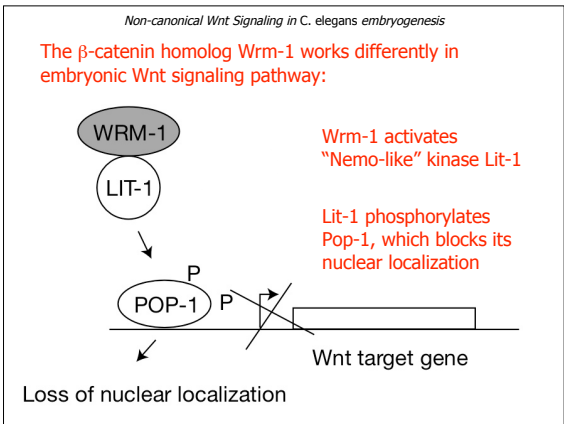 Non-canonical Wnt Signaling in C. elegans embryogenesis
The β-catenin homolog Wrm-1 works differently in
embryonic Wnt signaling pathway:
WRM-1
LIT-1
Wrm-1 activates
“Nemo-like” kinase Lit-1
Lit-1 phosphorylates
Pop-1, which blocks its
nuclear localization
P
POP-1
P
Wnt target gene
Loss of nuclear localization